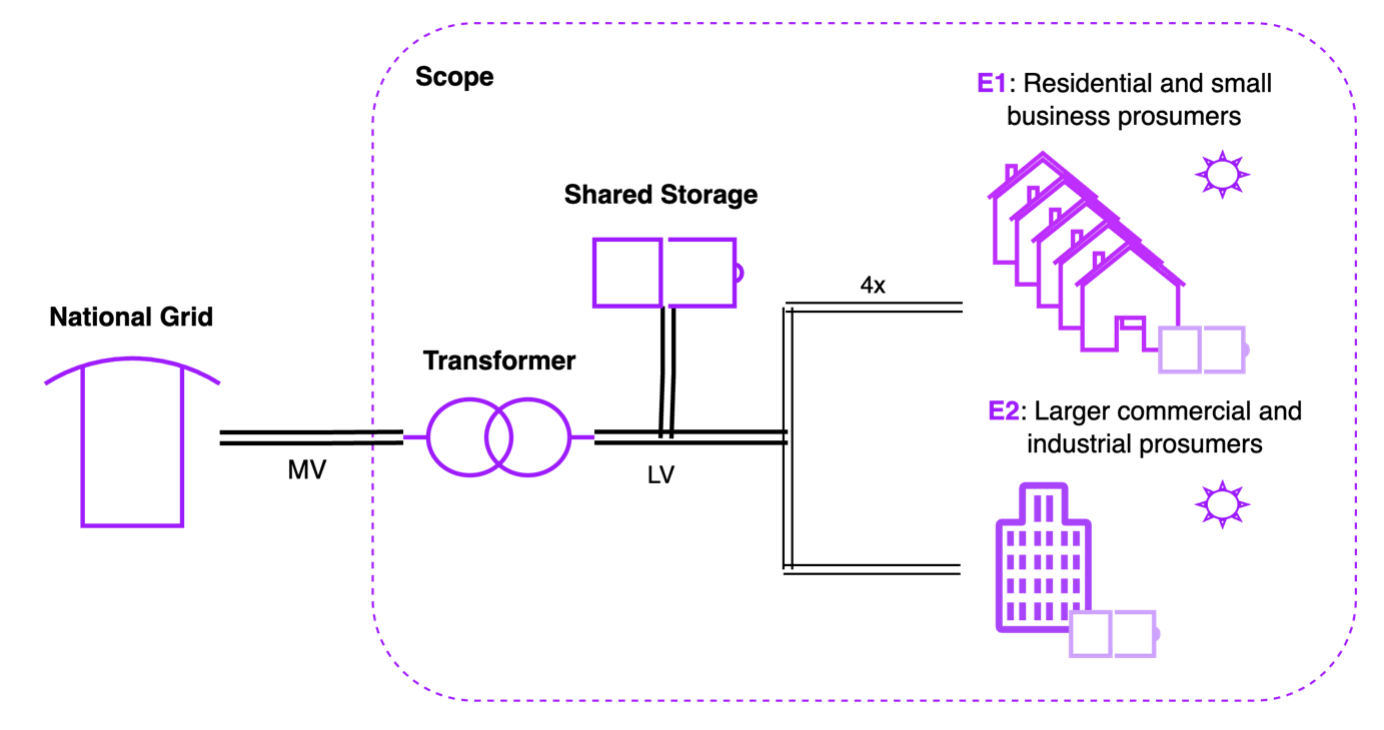 Scope
E1: Residential and small
business prosumers
Shared Storage
4x
National Grid
Transformer
E2: Larger commercial and
industrial prosumers
MV
LV